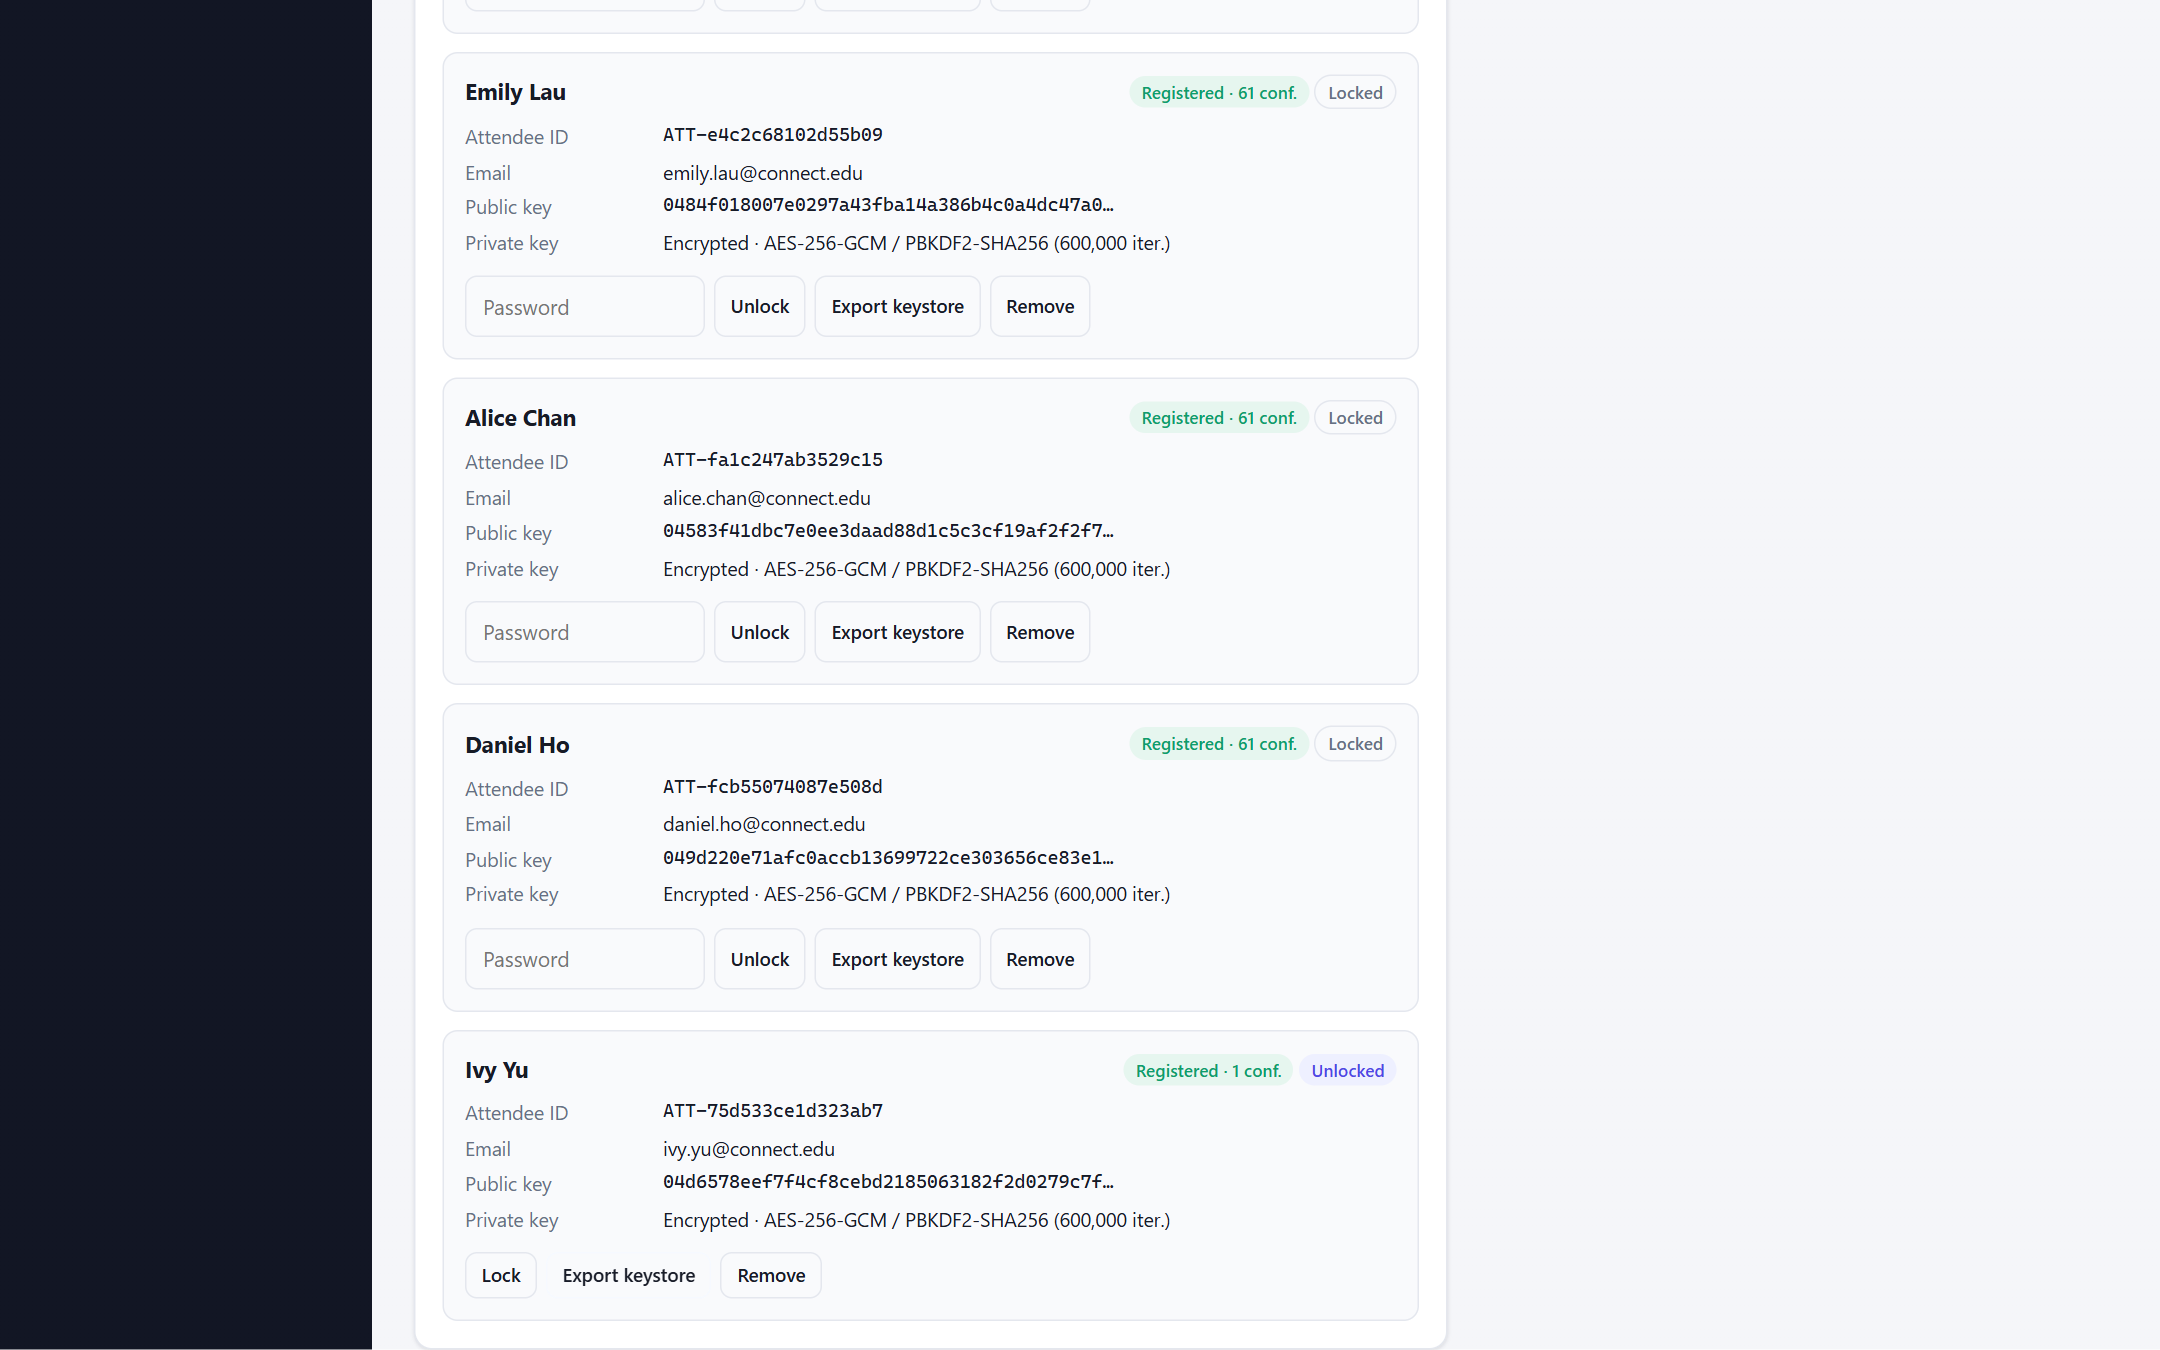 Emily Lau Registered · 61 conf. Locked
Attendee ID ATT-e4c2c68102d55b09
Email emily.lau@connect.edu
Public key 0484f018007e0297a43fba14a386b4c0a4dc47a0…
Private key Encrypted · AES-256-GCM / PBKDF2-SHA256 (600,000 iter.)
Password Unlock Export keystore Remove
Alice Chan Registered · 61 conf. Locked
Attendee ID ATT-fa1c247ab3529c15
Email alice.chan@connect.edu
Public key 04583f41dbc7e0ee3daad88d1c5c3cf19af2f2f7…
Private key Encrypted · AES-256-GCM / PBKDF2-SHA256 (600,000 iter.)
Password Unlock Export keystore Remove
Daniel Ho Registered · 61 conf. Locked
Attendee ID ATT-fcb55074087e508d
Email daniel.ho@connect.edu
Public key 049d220e71afc0accb13699722ce303656ce83e1…
Private key Encrypted · AES-256-GCM / PBKDF2-SHA256 (600,000 iter.)
Password Unlock Export keystore Remove
Ivy Yu Registered · 1 conf. Unlocked
Attendee ID ATT-75d533ce1d323ab7
Email ivy.yu@connect.edu
Public key 04d6578eef7f4cf8cebd2185063182f2d0279c7f…
Private key Encrypted · AES-256-GCM / PBKDF2-SHA256 (600,000 iter.)
Lock Export keystore Remove